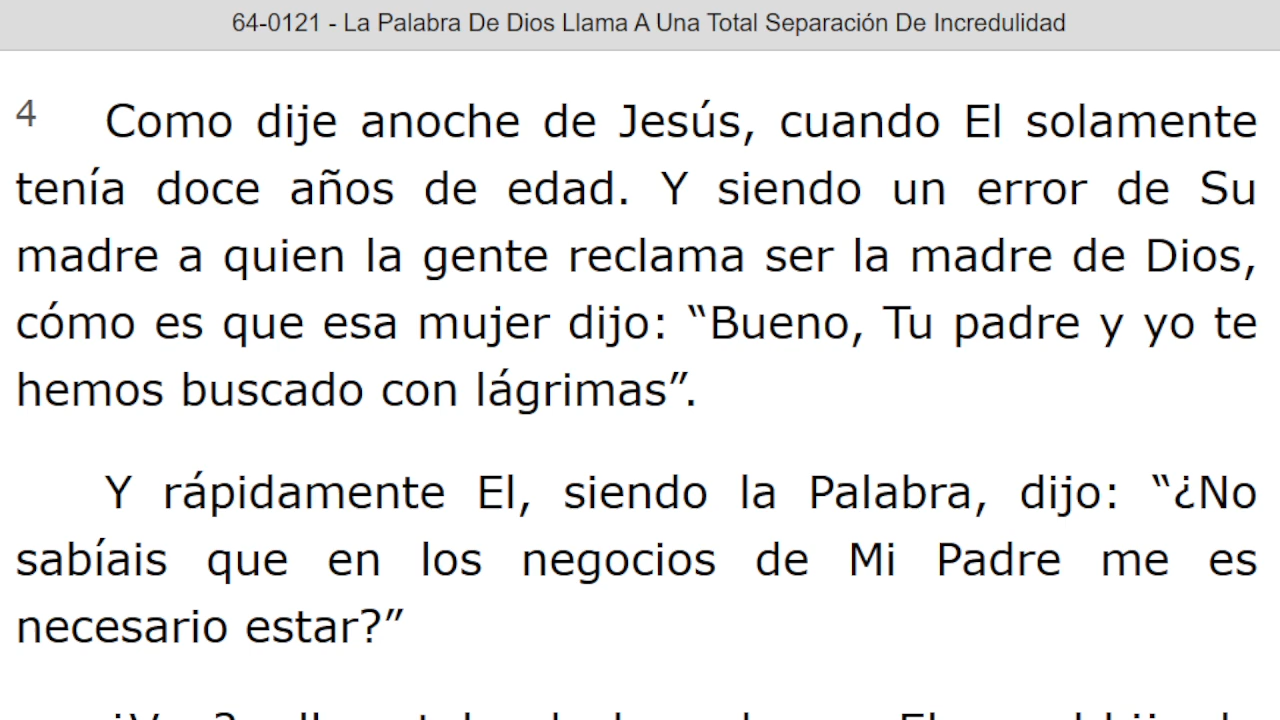 64-0121 - La Palabra De Dios Llama A Una Total Separación De Incredulidad
4 Como dije anoche de Jesús, cuando El solamente
tenía doce años de edad. Y siendo un error de Su
madre a quien la gente reclama ser la madre de Dios,
cómo es que esa mujer dijo: “Bueno, Tu padre y yo te
hemos buscado con lágrimas”.
Y rápidamente El, siendo la Palabra, dijo: “¿No
sabíais que en los negocios de Mi Padre me es
necesario estar?”